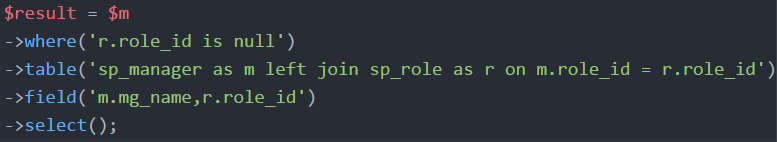 $result = $m
->where('r.role_id is null')
->table('sp_manager as m left join sp_role as r on m.role_id = r.role_id')
->field('m.mg_name,r.role_id')
->select();